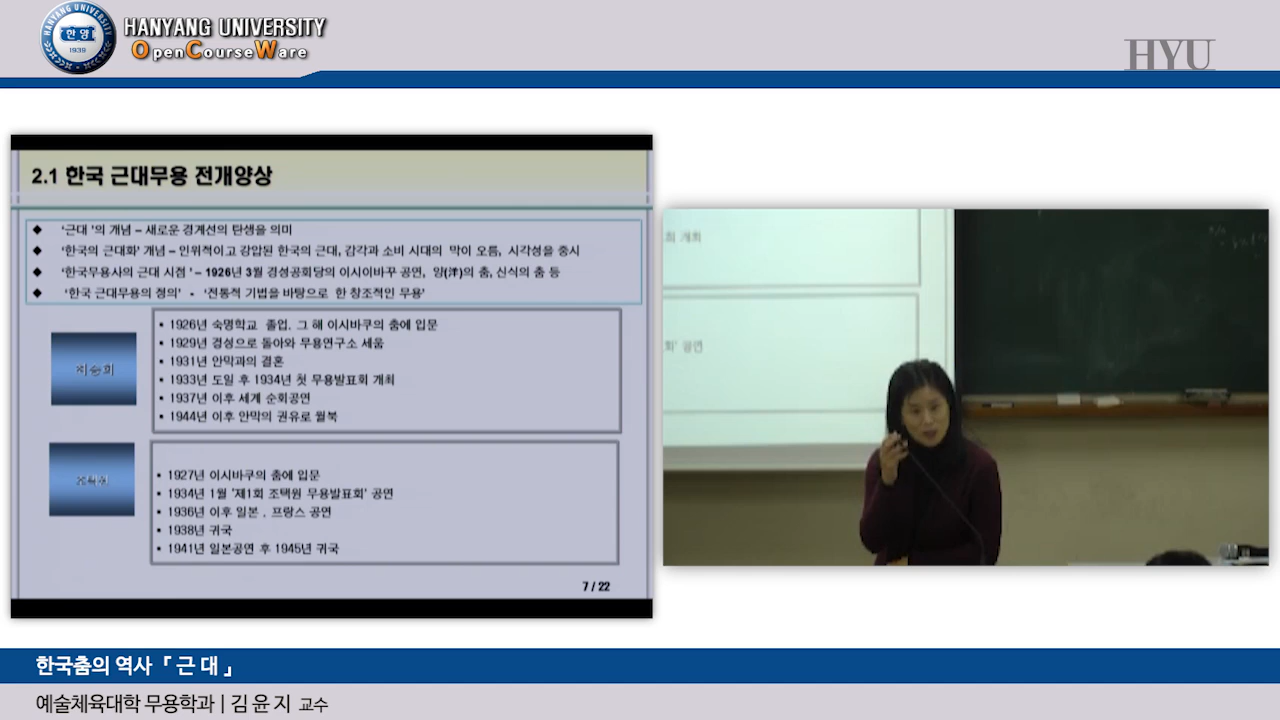 HANYANG UNIVERSITY
한양
1939
HANYANG UNIVERSITY
OpenCourseWare
HYU
2.1 한국 근대무용 전개양상
◆ '근대 '의 개념 – 새로운 경계선의 탄생을 의미
◆ '한국의 근대화' 개념 – 인위적이고 강압된 한국의 근대, 감각과 소비 시대의 막이 오름, 시각성을 중시
◆ '한국무용사의 근대 시점 ' – 1926년 3월 경성공회당의 이시이바꾸 공연, 양(洋)의 춤, 신식의 춤 등
◆ '한국 근대무용의 정의' - '전통적 기법을 바탕으로 한 창조적인 무용'
최승희
▪ 1926년 숙명학교 졸업, 그 해 이시바쿠의 춤에 입문
▪ 1929년 경성으로 돌아와 무용연구소 세움
▪ 1931년 안막과의 결혼
▪ 1933년 도일 후 1934년 첫 무용발표회 개최
▪ 1937년 이후 세계 순회공연
▪ 1944년 이후 안막의 권유로 월북
조택원
▪ 1927년 이시바쿠의 춤에 입문
▪ 1934년 1월 '제1회 조택원 무용발표회' 공연
▪ 1936년 이후 일본 , 프랑스 공연
▪ 1938년 귀국
▪ 1941년 일본공연 후 1945년 귀국
7 / 22
회 개최
회' 공연
한국춤의 역사 「 근 대 」
예술체육대학 무용학과 | 김 윤 지 교수